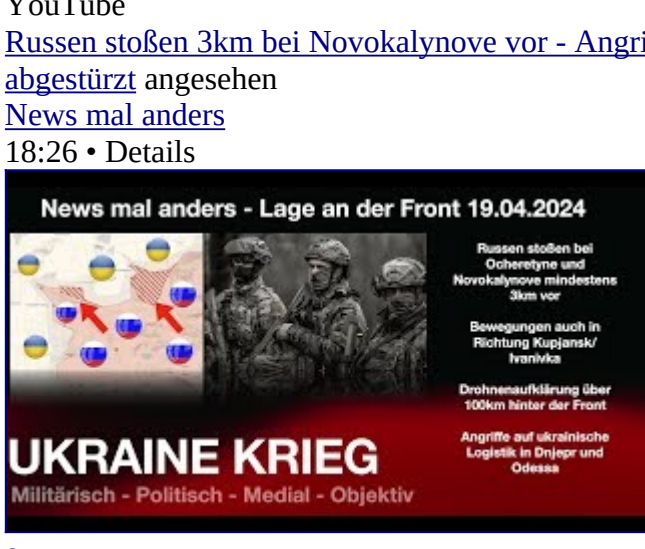 YouTube
Russen stoßen 3km bei Novokalynove vor - Angri
abgestürzt angesehen
News mal anders
18:26 • Details
News mal anders - Lage an der Front 19.04.2024
Russen stoßen bei
Ocheretyne und
Novokalynove mindestens
3km vor
Bewegungen auch in
Richtung Kupjansk/
Ivanivka
Drohnenaufklärung über
100km hinter der Front
Angriffe auf ukrainische
Logistik in Dnjepr und
Odessa
UKRAINE KRIEG
Militärisch - Politisch - Medial - Objektiv